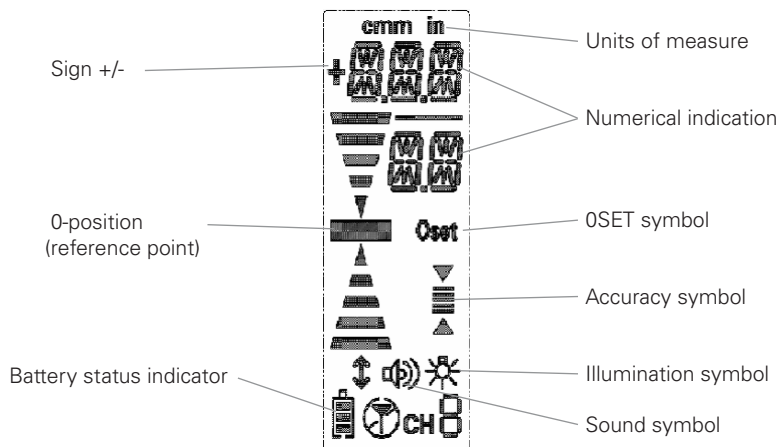 cmm in
Units of measure
Sign +/-
+
Numerical indication
0-position
(reference point)
0set
0SET symbol
Accuracy symbol
Battery status indicator
Illumination symbol
CH 8
Sound symbol